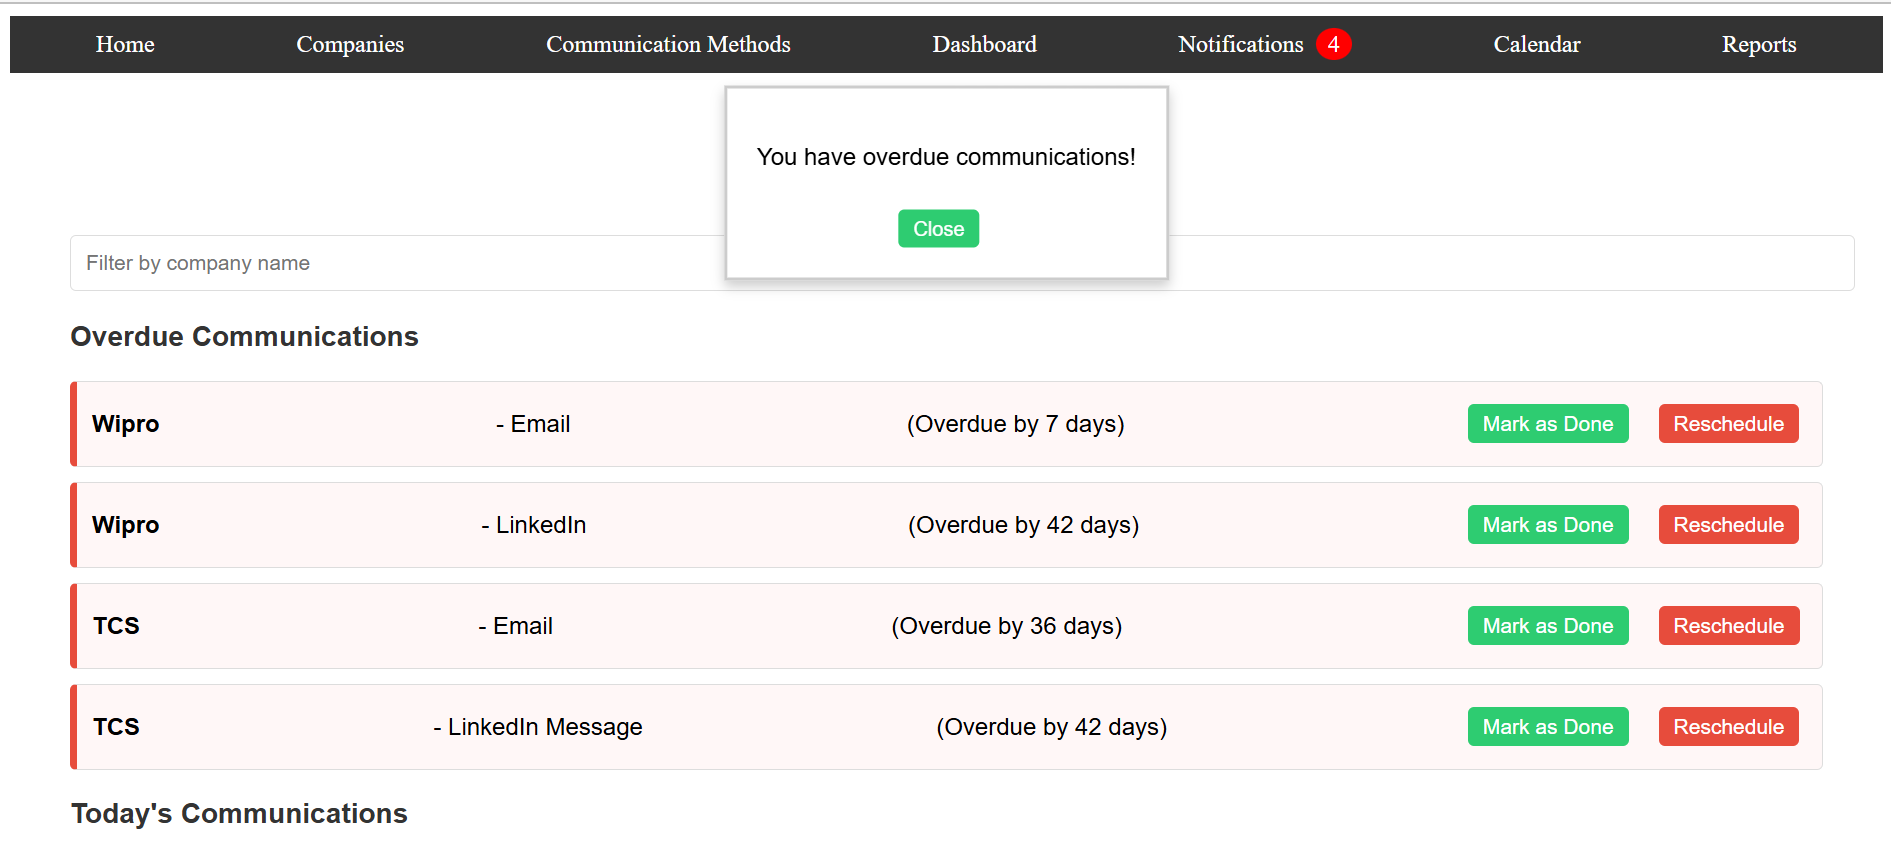 Home Companies Communication Methods Dashboard Notifications 4 Calendar Reports
You have overdue communications!
Close
Filter by company name
Overdue Communications
Wipro - Email (Overdue by 7 days) Mark as Done Reschedule
Wipro - LinkedIn (Overdue by 42 days) Mark as Done Reschedule
TCS - Email (Overdue by 36 days) Mark as Done Reschedule
TCS - LinkedIn Message (Overdue by 42 days) Mark as Done Reschedule
Today's Communications